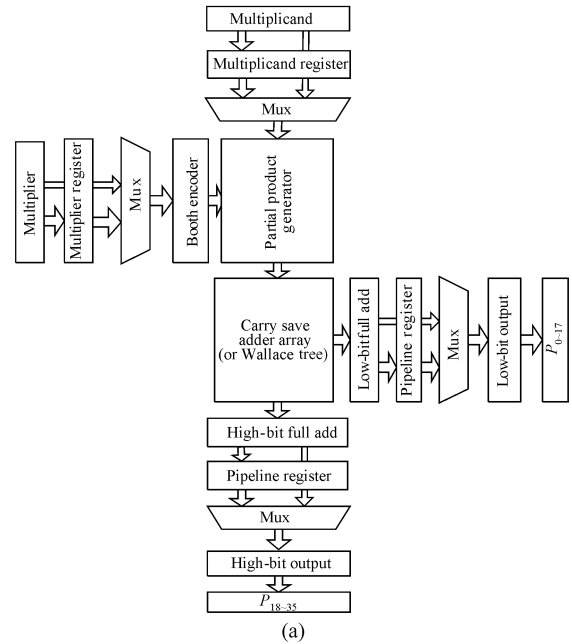 Multiplicand
Multiplicand register
Mux
Multiplier
Multiplier register
Mux
Booth encoder
Partial product
generator
Carry save
adder array
(or Wallace tree)
Low-bitfull add
Pipeline register
Mux
Low-bit output
P0~17
High-bit full add
Pipeline register
Mux
High-bit output
P18~35
(a)